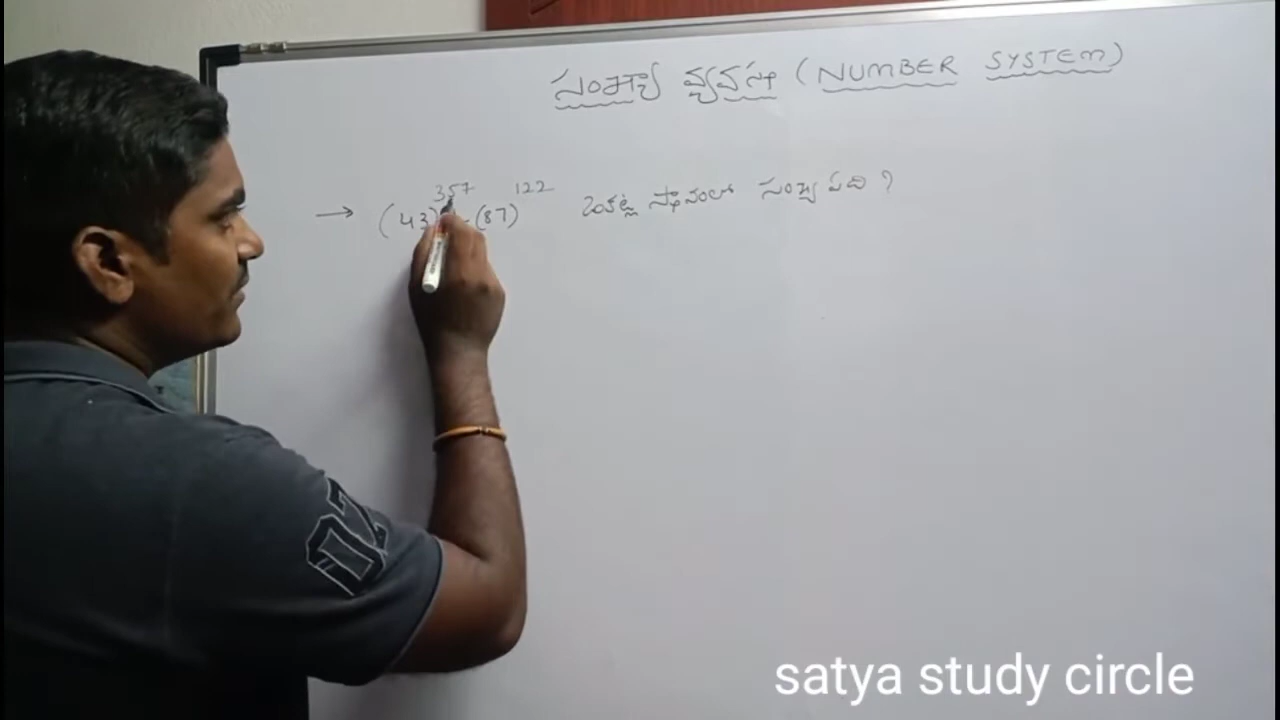 సంఖ్యా వ్యవస్థ (NUMBER SYSTEM)
→ (43)³⁵⁷ - (87)¹²² ఒకట్ల స్థానంలో సంఖ్య ఏది ?
satya study circle